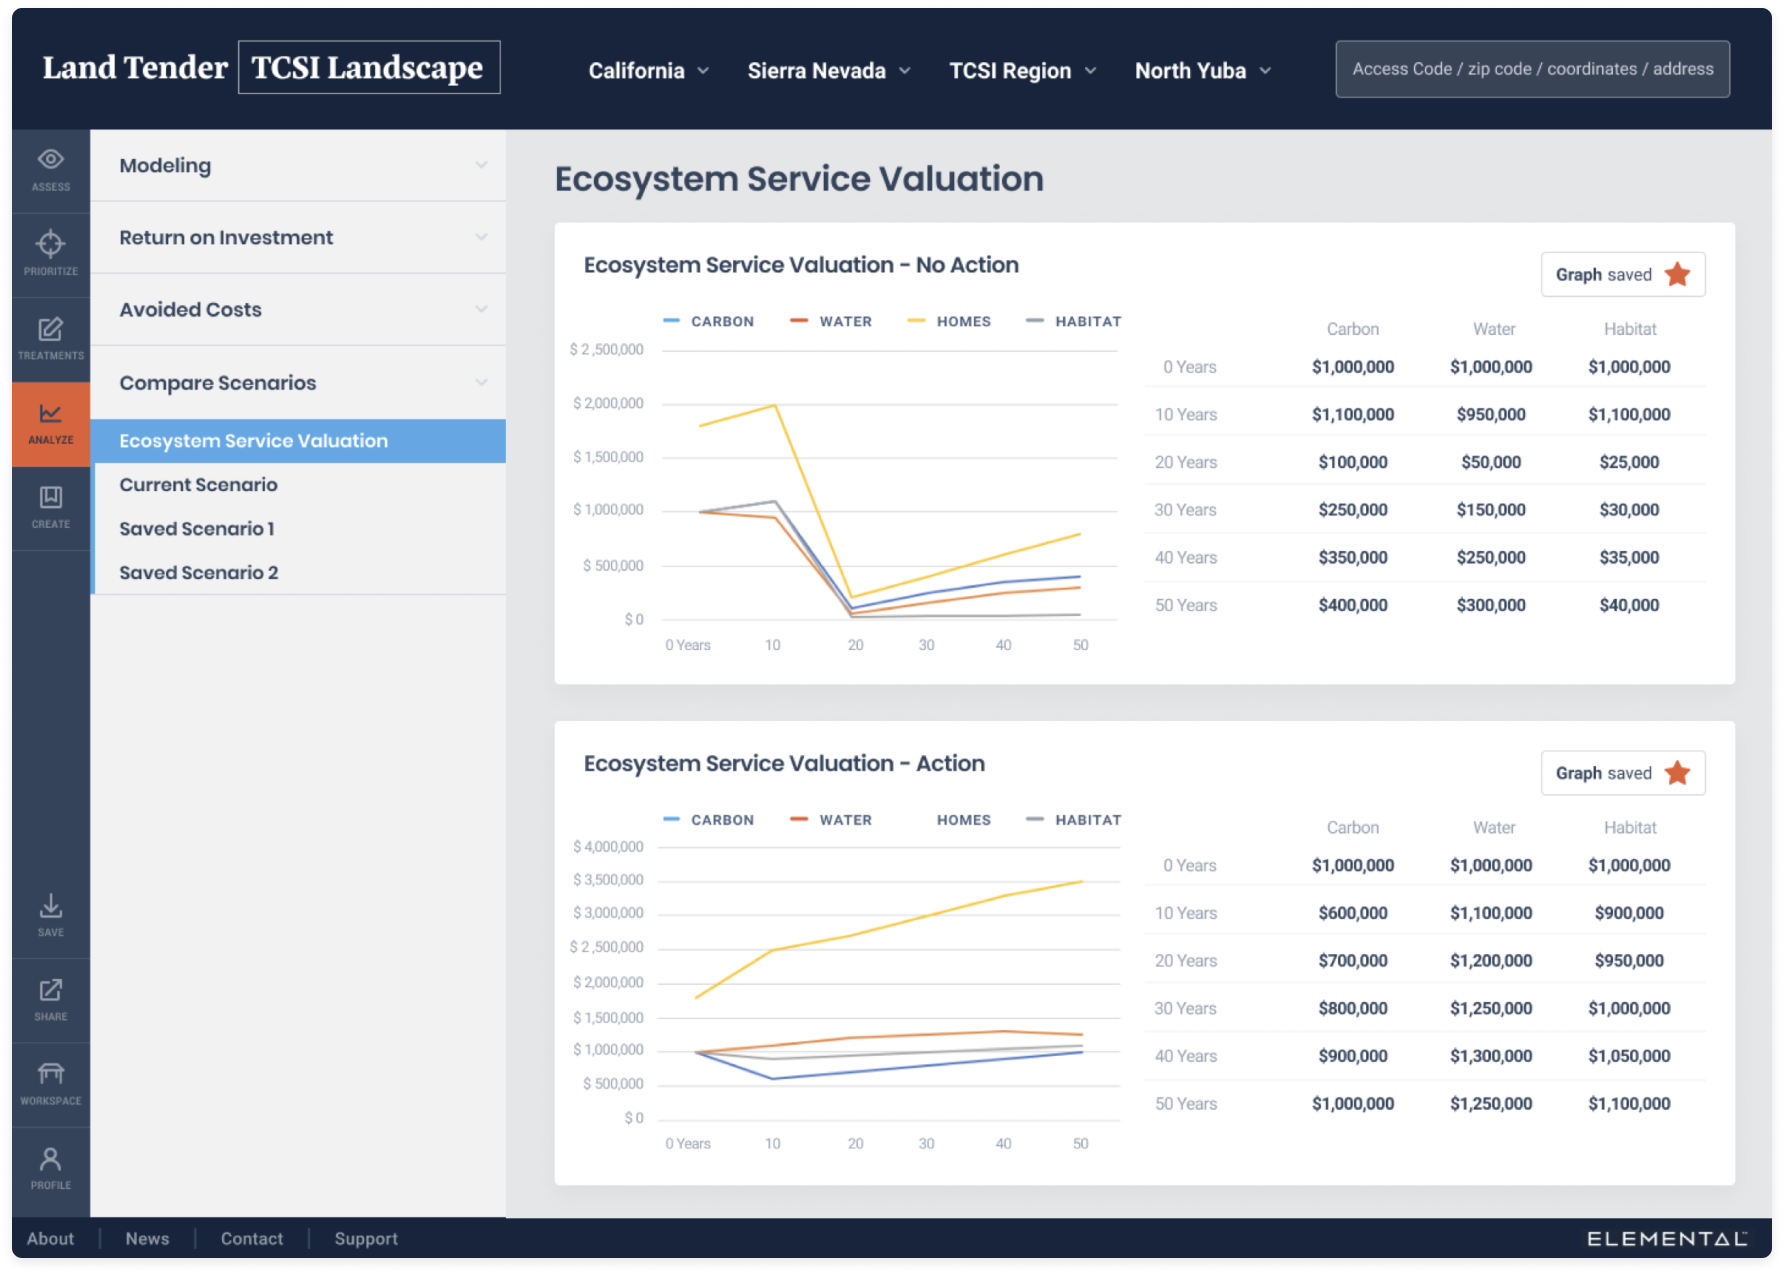 Land Tender TCSI Landscape
California Sierra Nevada TCSI Region North Yuba
Access Code / zip code / coordinates / address
ASSESS
PRIORITIZE
TREATMENTS
ANALYZE
CREATE
SAVE
SHARE
WORKSPACE
PROFILE
Modeling
Return on Investment
Avoided Costs
Compare Scenarios
Ecosystem Service Valuation
Current Scenario
Saved Scenario 1
Saved Scenario 2
Ecosystem Service Valuation
Ecosystem Service Valuation - No Action
Graph saved
CARBON WATER HOMES HABITAT
$ 2,500,000
$ 2,000,000
$ 1,500,000
$ 1,000,000
$ 500,000
$ 0
0 Years 10 20 30 40 50
Carbon Water Habitat
0 Years $1,000,000 $1,000,000 $1,000,000
10 Years $1,100,000 $950,000 $1,100,000
20 Years $100,000 $50,000 $25,000
30 Years $250,000 $150,000 $30,000
40 Years $350,000 $250,000 $35,000
50 Years $400,000 $300,000 $40,000
Ecosystem Service Valuation - Action
Graph saved
CARBON WATER HOMES HABITAT
$ 4,000,000
$ 3,500,000
$ 3,000,000
$ 2,500,000
$ 2,000,000
$ 1,500,000
$ 1,000,000
$ 500,000
$ 0
0 Years 10 20 30 40 50
Carbon Water Habitat
0 Years $1,000,000 $1,000,000 $1,000,000
10 Years $600,000 $1,100,000 $900,000
20 Years $700,000 $1,200,000 $950,000
30 Years $800,000 $1,250,000 $1,000,000
40 Years $900,000 $1,300,000 $1,050,000
50 Years $1,000,000 $1,250,000 $1,100,000
About News Contact Support
ELEMENTAL